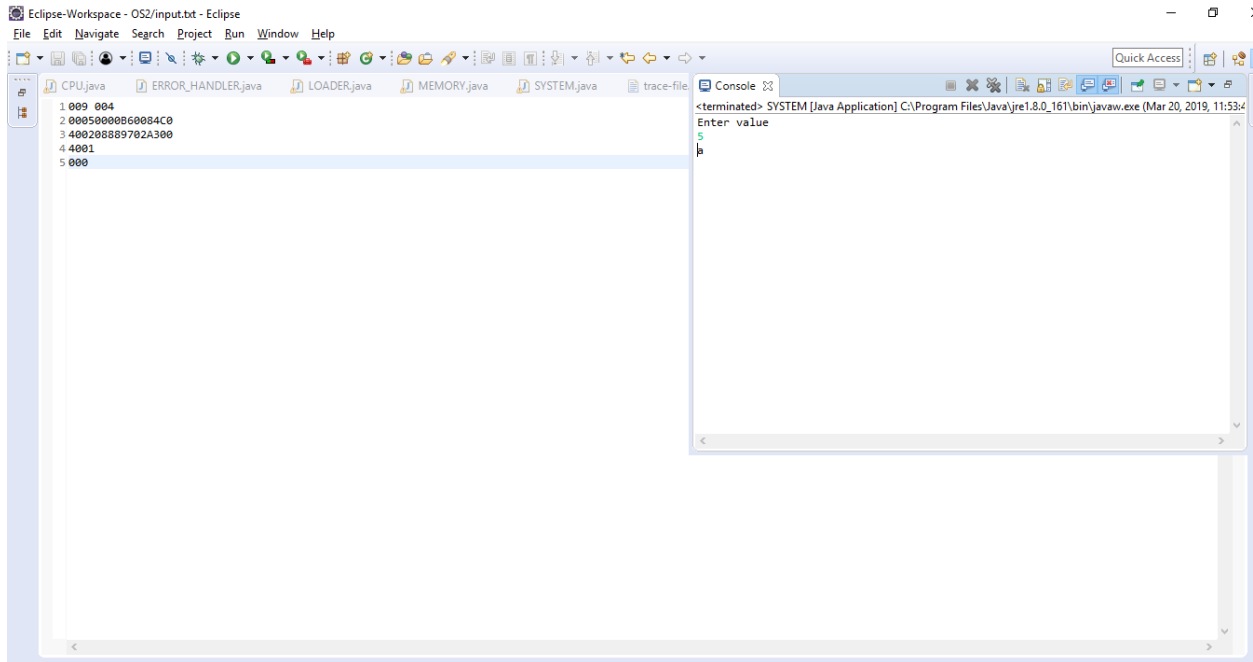 Eclipse-Workspace - OS2/input.txt - Eclipse
File Edit Navigate Search Project Run Window Help
Quick Access
CPU.java ERROR_HANDLER.java LOADER.java MEMORY.java SYSTEM.java trace-file. Console
<terminated> SYSTEM [Java Application] C:\Program Files\Java\jre1.8.0_161\bin\javaw.exe (Mar 20, 2019, 11:53:4
1 009 004
2 00050000B60084C0
3 400208889702A300
4 4001
5 000
Enter value
5
a